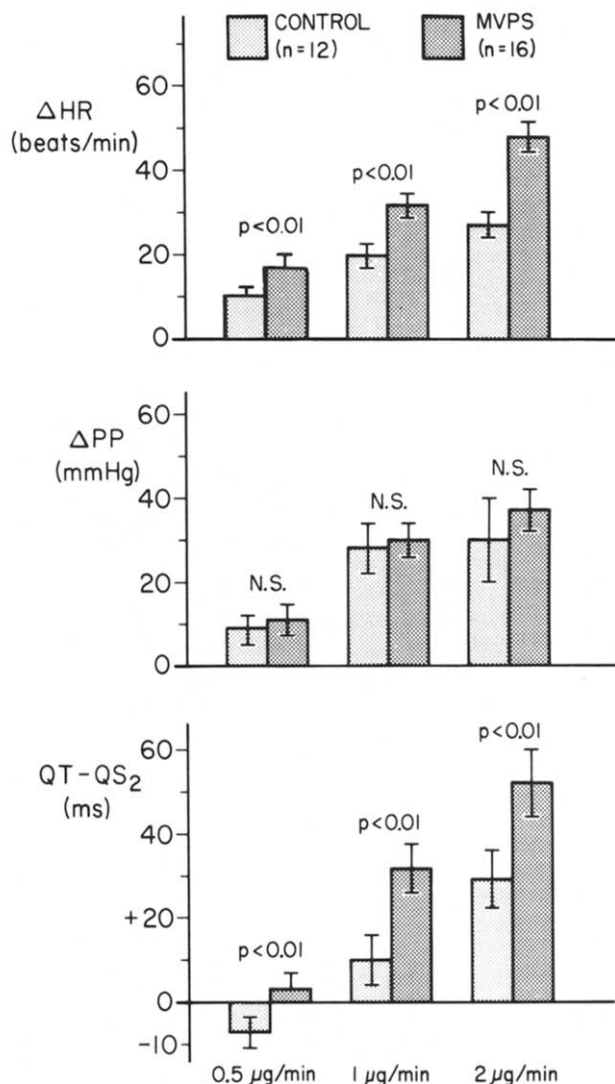 CONTROL
(n=12)
MVPS
(n=16)
ΔHR
(beats/min)
60
40
20
0
p<0.01
p<0.01
p<0.01
ΔPP
(mmHg)
60
40
20
0
N.S.
N.S.
N.S.
QT-QS₂
(ms)
60
40
+20
0
-10
p<0.01
p<0.01
p<0.01
0.5 µg/min
1 µg/min
2 µg/min